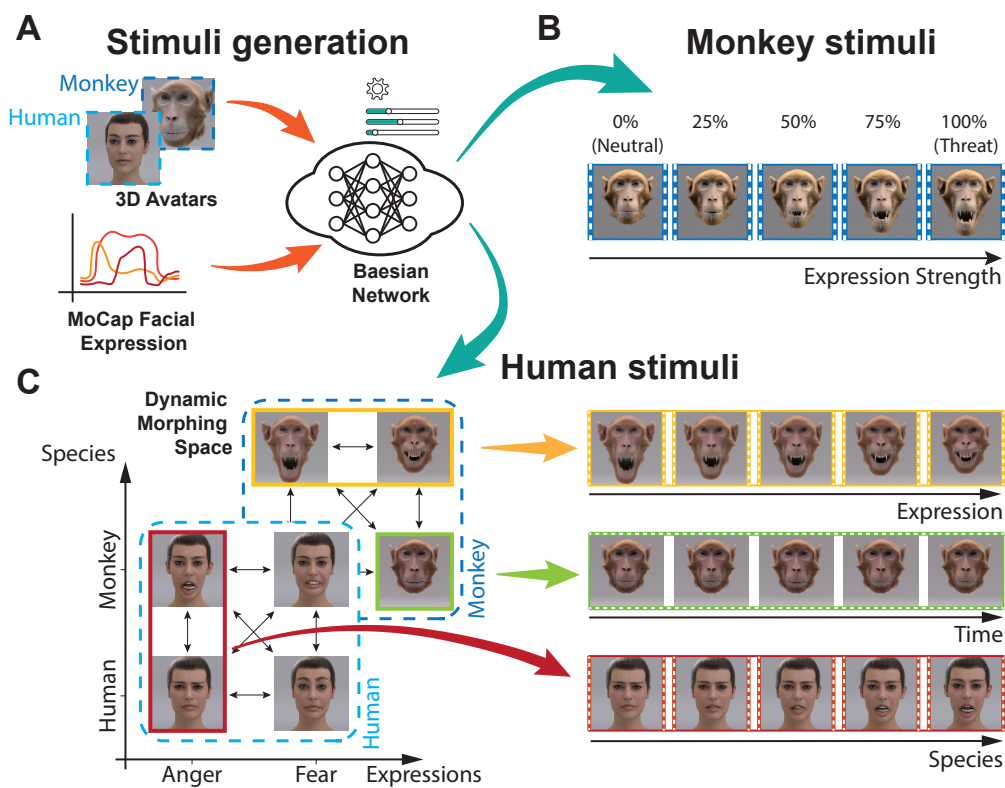 A
Stimuli generation
Monkey
Human
3D Avatars
MoCap Facial
Expression
Baesian
Network
B
Monkey stimuli
0%
(Neutral)
25%
50%
75%
100%
(Threat)
Expression Strength
Human stimuli
C
Dynamic
Morphing
Space
Species
Monkey
Human
Monkey
Human
Anger
Fear
Expressions
Expression
Time
Species